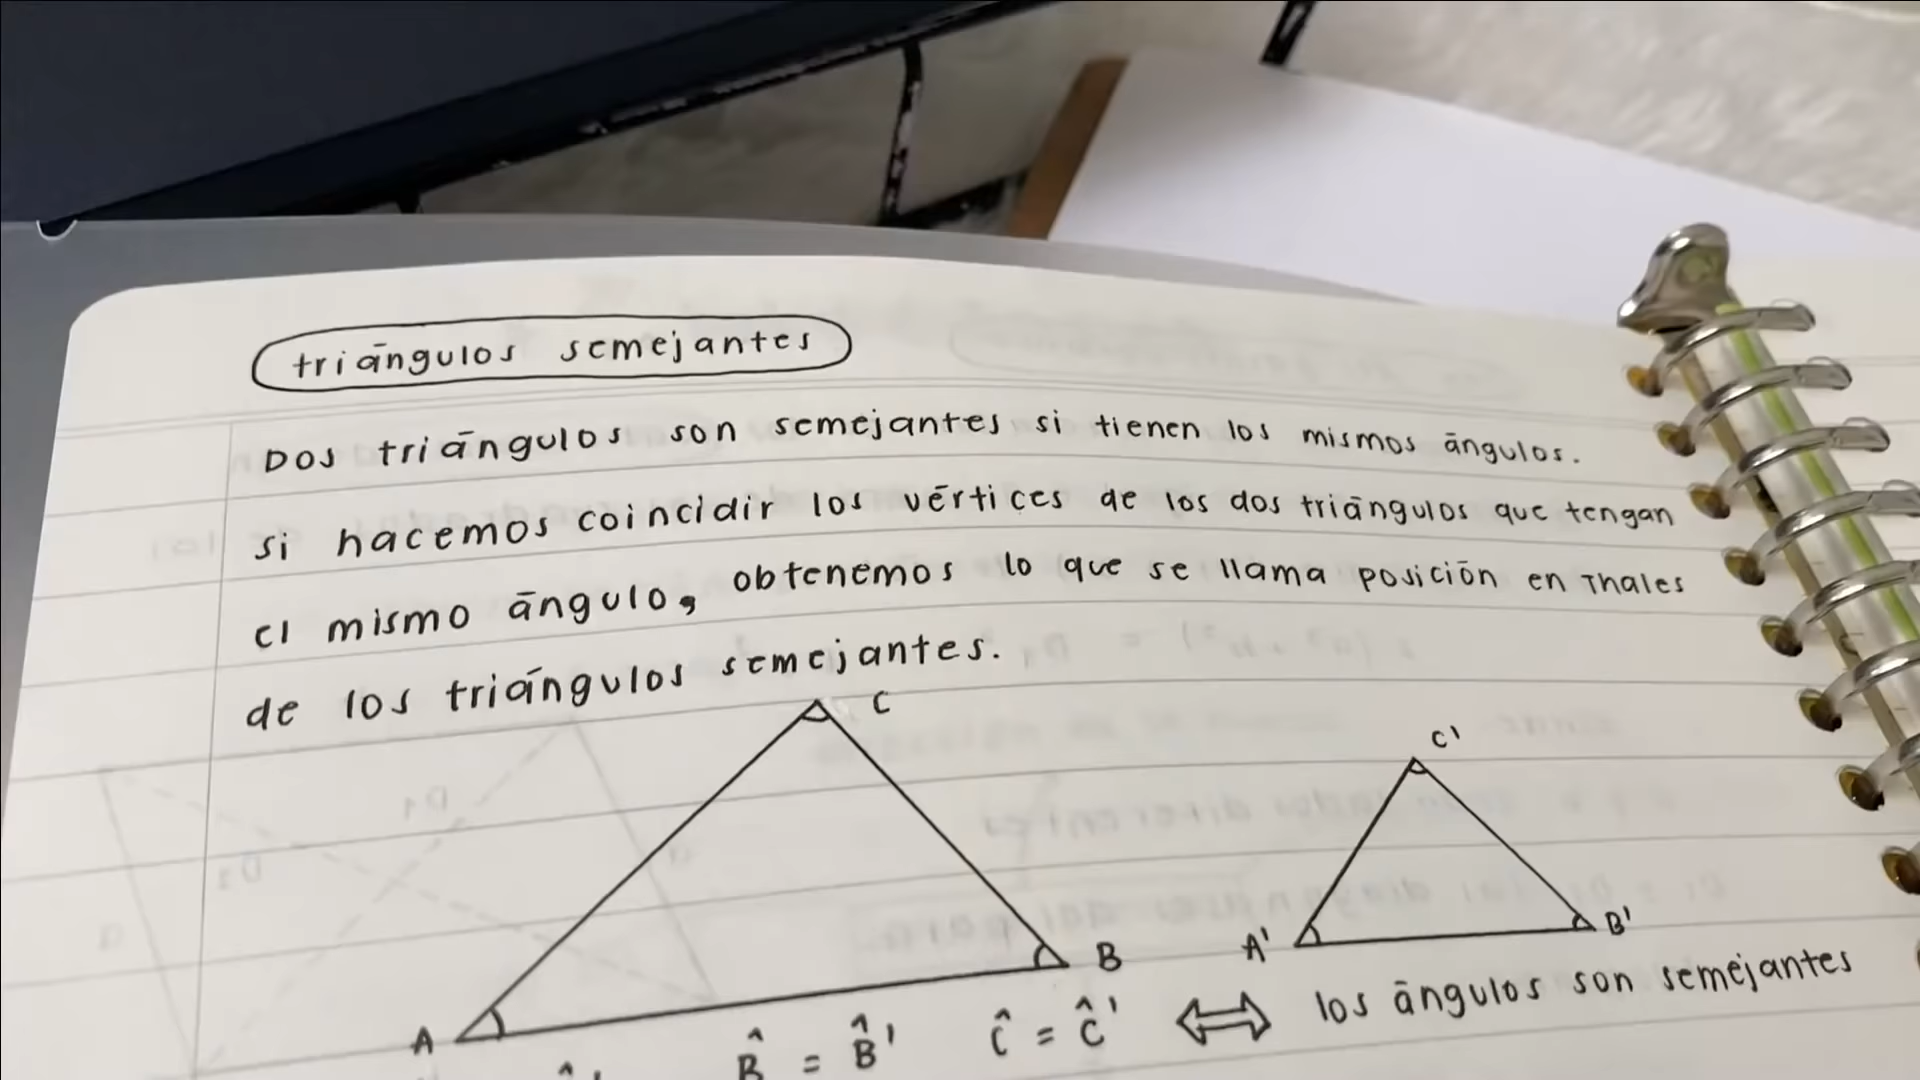 triángulos semejantes
Dos triángulos son semejantes si tienen los mismos ángulos.
si hacemos coincidir los vértices de los dos triángulos que tengan
el mismo ángulo, obtenemos lo que se llama posición en Thales
de los triángulos semejantes.
C
C'
A
B
A'
B'
B̂ = B̂' Ĉ = Ĉ' ⟺ los ángulos son semejantes